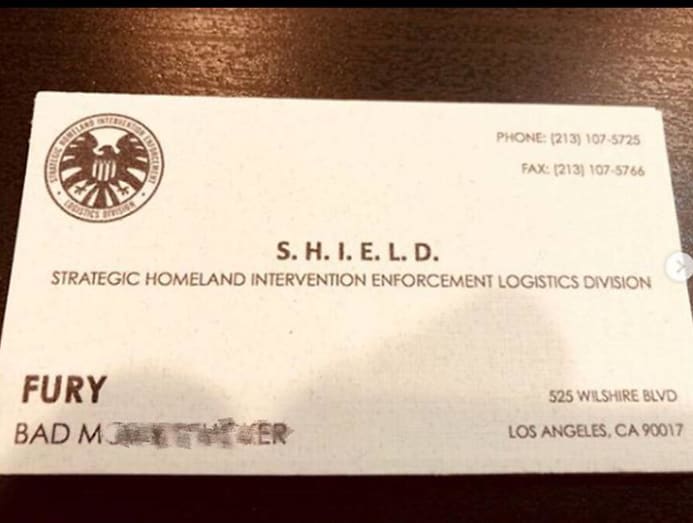 STRATEGIC HOMELAND INTERVENTION ENFORCEMENT
LOGISTICS DIVISION
PHONE: (213) 107-5725
FAX: (213) 107-5766
S. H. I. E. L. D.
STRATEGIC HOMELAND INTERVENTION ENFORCEMENT LOGISTICS DIVISION
FURY
BAD
525 WILSHIRE BLVD
LOS ANGELES, CA 90017